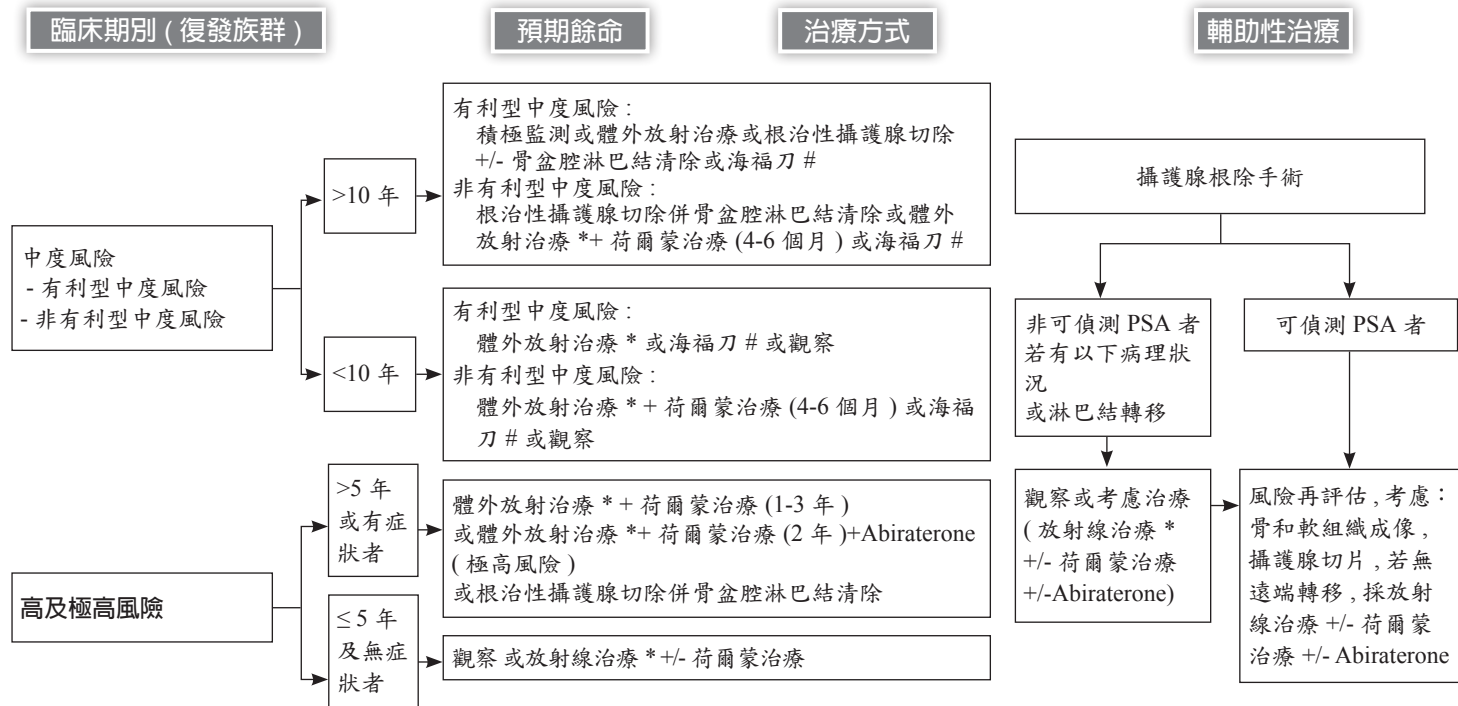 臨床期別 ( 復發族群 )
預期餘命
治療方式
輔助性治療
中度風險
- 有利型中度風險
- 非有利型中度風險
>10 年
有利型中度風險 :
積極監測或體外放射治療或根治性攝護腺切除
+/- 骨盆腔淋巴結清除或海福刀 #
非有利型中度風險 :
根治性攝護腺切除併骨盆腔淋巴結清除或體外
放射治療 *+ 荷爾蒙治療 (4-6 個月 ) 或海福刀 #
<10 年
有利型中度風險 :
體外放射治療 * 或海福刀 # 或觀察
非有利型中度風險 :
體外放射治療 * + 荷爾蒙治療 (4-6 個月 ) 或海福
刀 # 或觀察
高及極高風險
>5 年
或有症
狀者
體外放射治療 * + 荷爾蒙治療 (1-3 年 )
或體外放射治療 *+ 荷爾蒙治療 (2 年 )+Abiraterone
( 極高風險 )
或根治性攝護腺切除併骨盆腔淋巴結清除
≤ 5 年
及無症
狀者
觀察 或放射線治療 * +/- 荷爾蒙治療
攝護腺根除手術
非可偵測 PSA 者
若有以下病理狀
況
或淋巴結轉移
可偵測 PSA 者
觀察或考慮治療
( 放射線治療 *
+/- 荷爾蒙治療
+/-Abiraterone)
風險再評估 , 考慮：
骨和軟組織成像 ,
攝護腺切片 , 若無
遠端轉移 , 採放射
線治療 +/- 荷爾蒙
治療 +/- Abiraterone